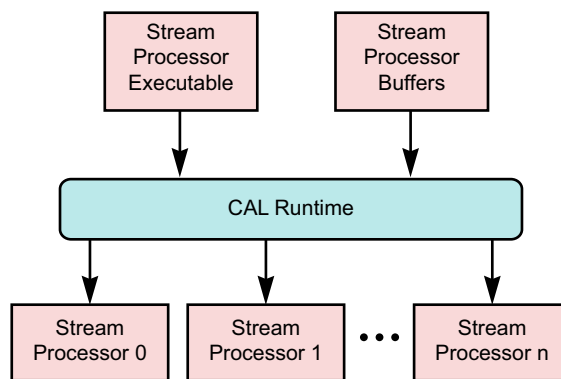 Stream
Processor
Executable
Stream
Processor
Buffers
CAL Runtime
Stream
Processor 0
Stream
Processor 1
Stream
Processor n